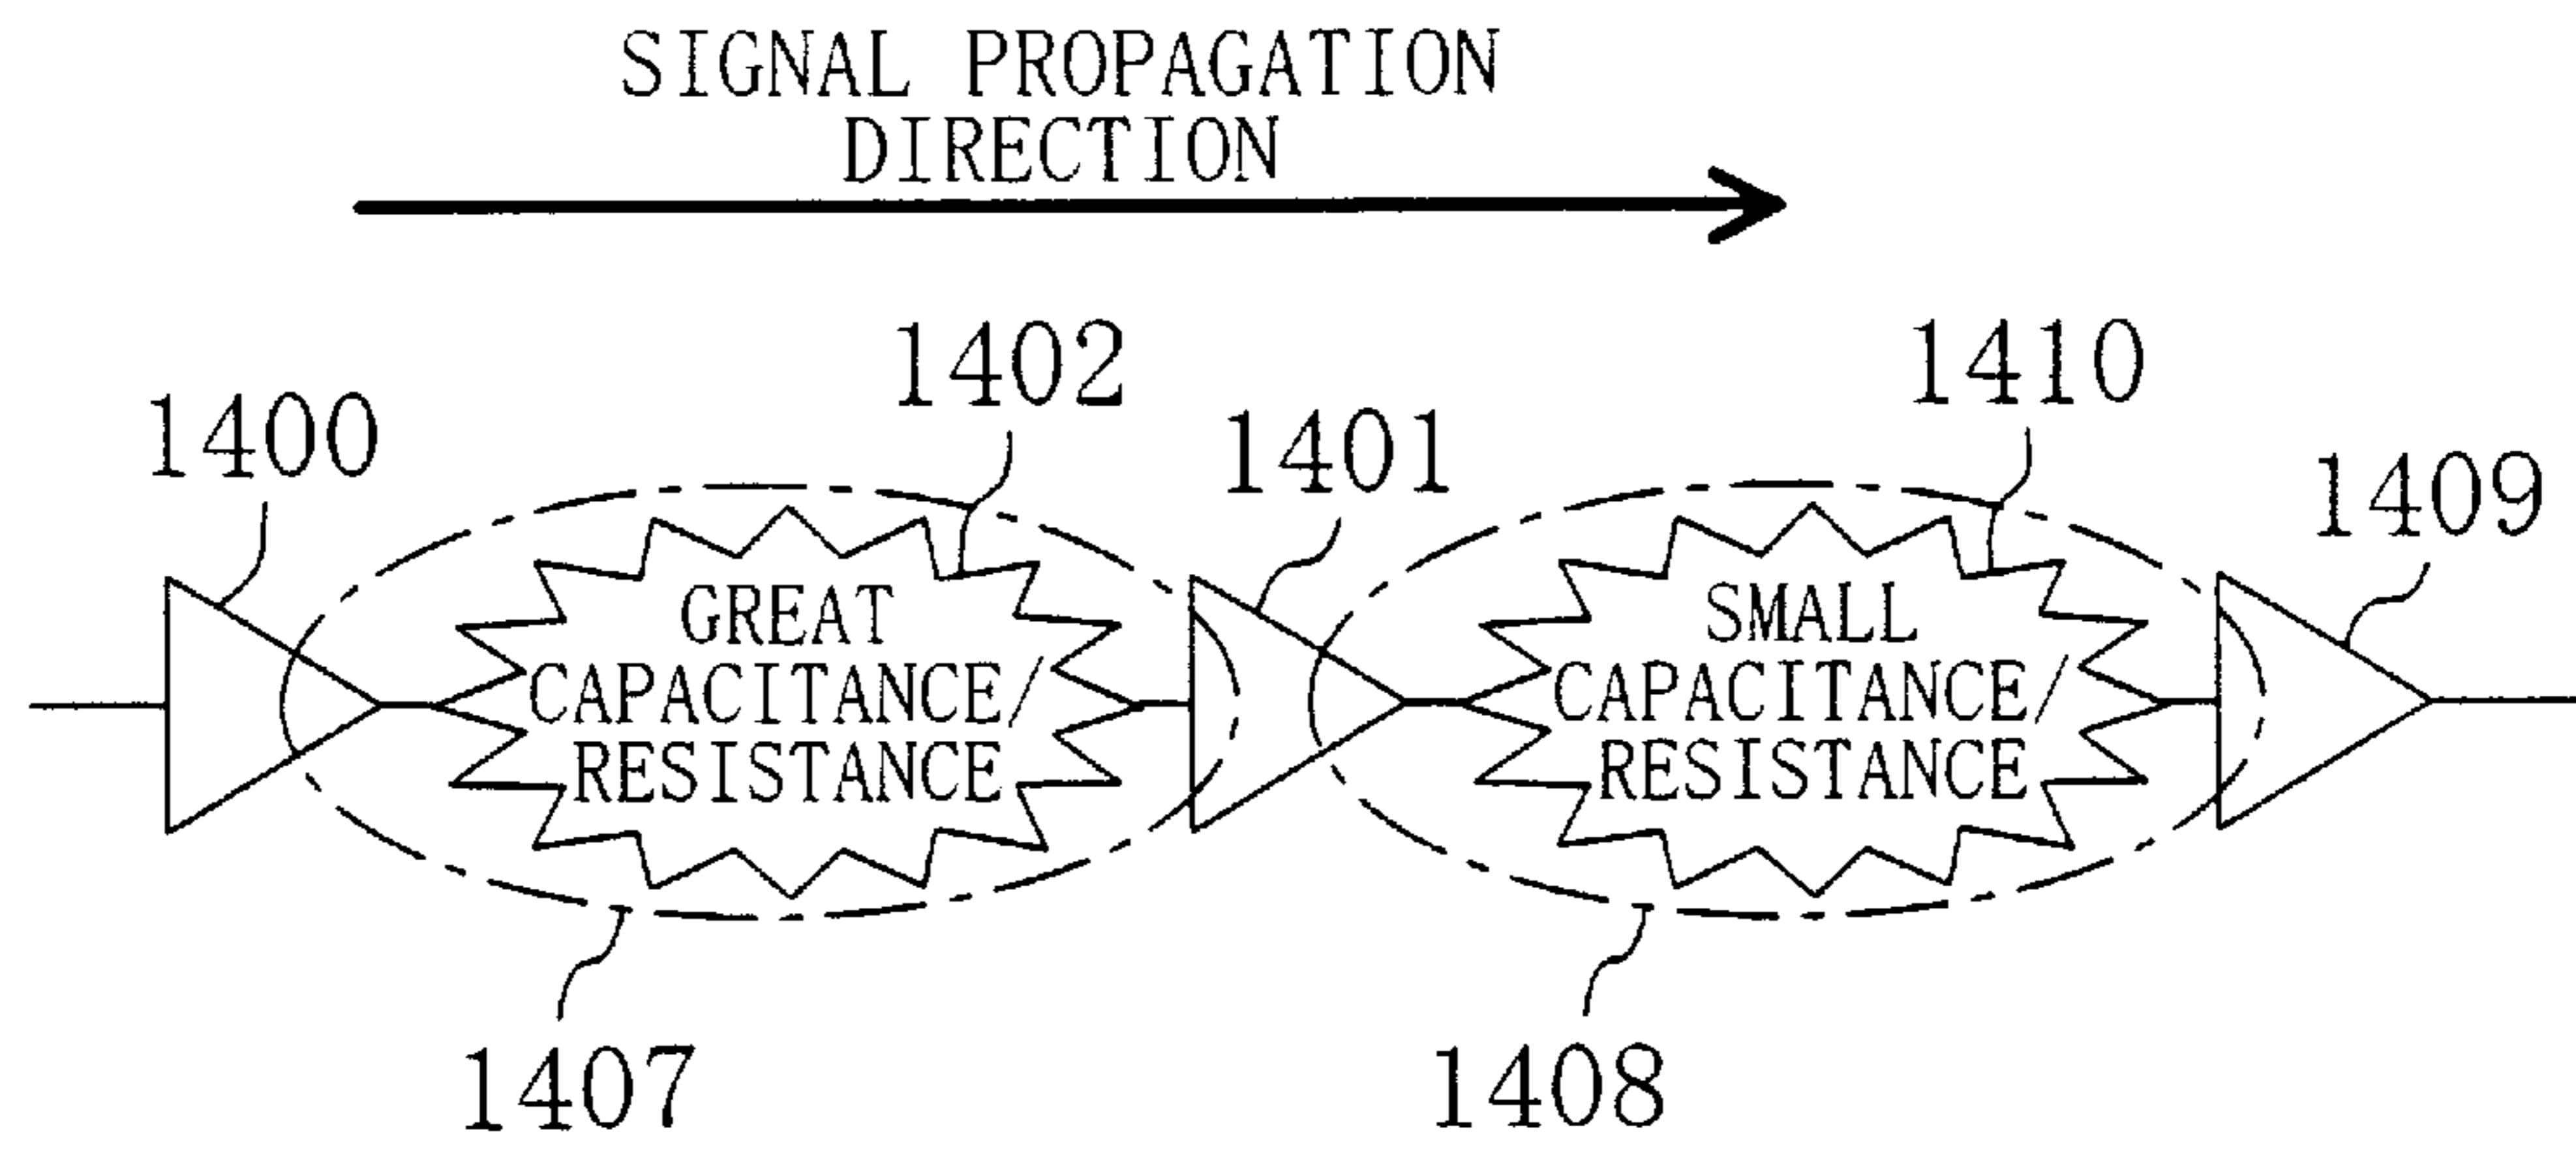 SIGNAL PROPAGATION
DIRECTION
1400
1402
1401
1410
1409
GREAT
CAPACITANCE/
RESISTANCE
SMALL
CAPACITANCE/
RESISTANCE
1407
1408